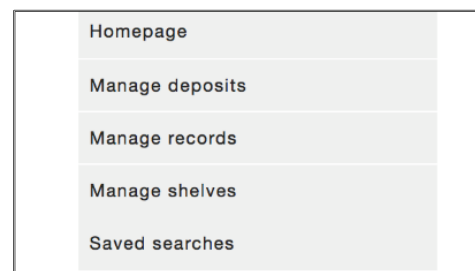 Homepage
Manage deposits
Manage records
Manage shelves
Saved searches